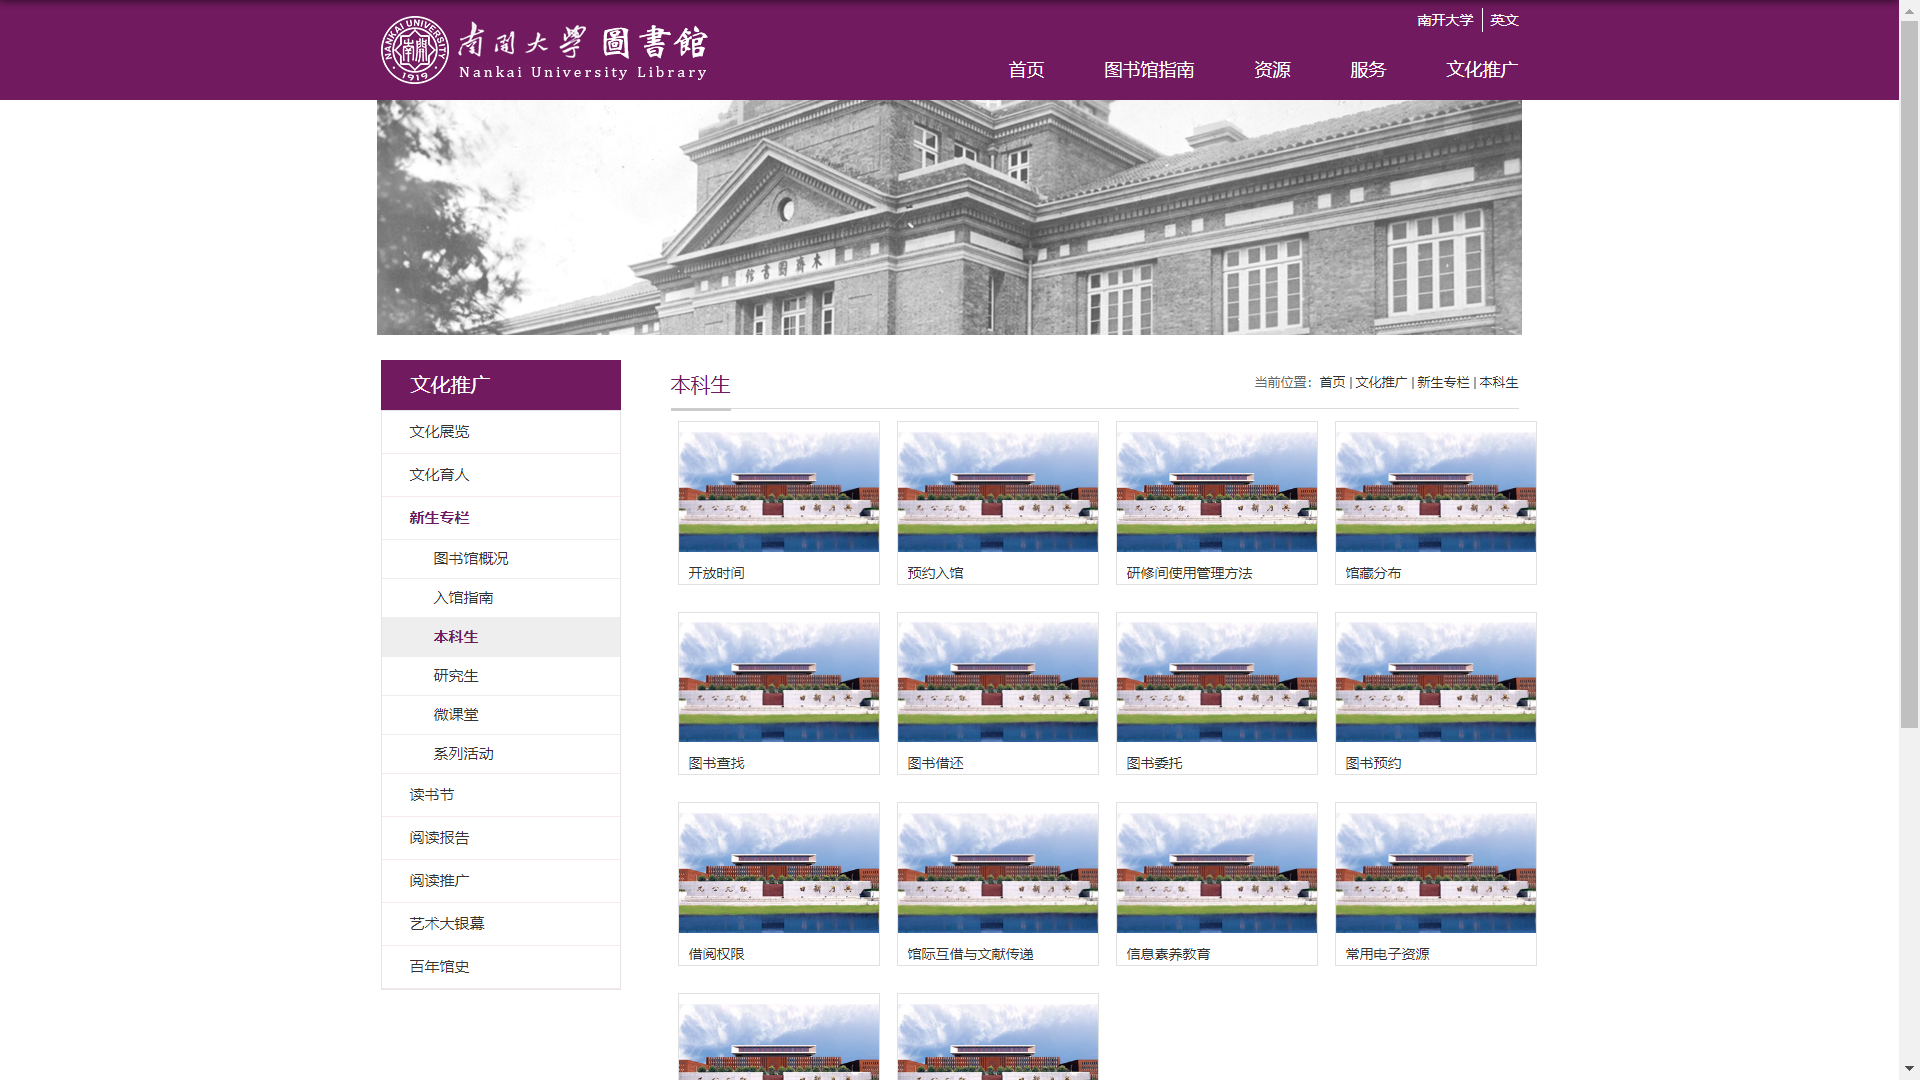 南开大学 英文
南開大學 圖書館
Nankai University Library
NANKAI UNIVERSITY
南開
1919
首页 图书馆指南 资源 服务 文化推广
木齋圖書館
文化推广
文化展览
文化育人
新生专栏
图书馆概况
入馆指南
本科生
研究生
微课堂
系列活动
读书节
阅读报告
阅读推广
艺术大银幕
百年馆史
本科生
当前位置：首页 | 文化推广 | 新生专栏 | 本科生
开放时间 预约入馆 研修间使用管理方法 馆藏分布
图书查找 图书借还 图书委托 图书预约
借阅权限 馆际互借与文献传递 信息素养教育 常用电子资源